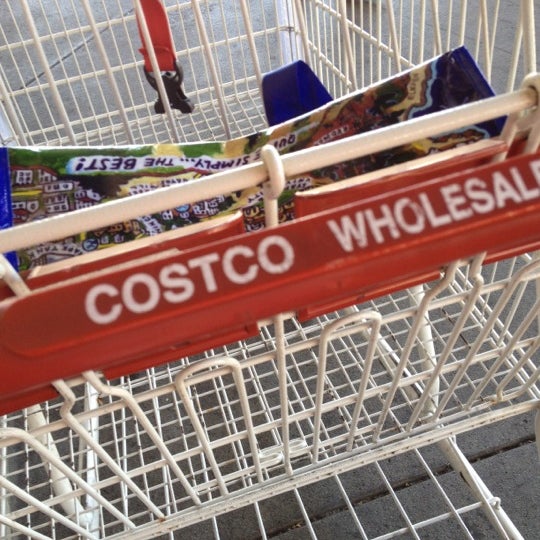 SIMPLY... THE BEST!
COSTCO WHOLESALE